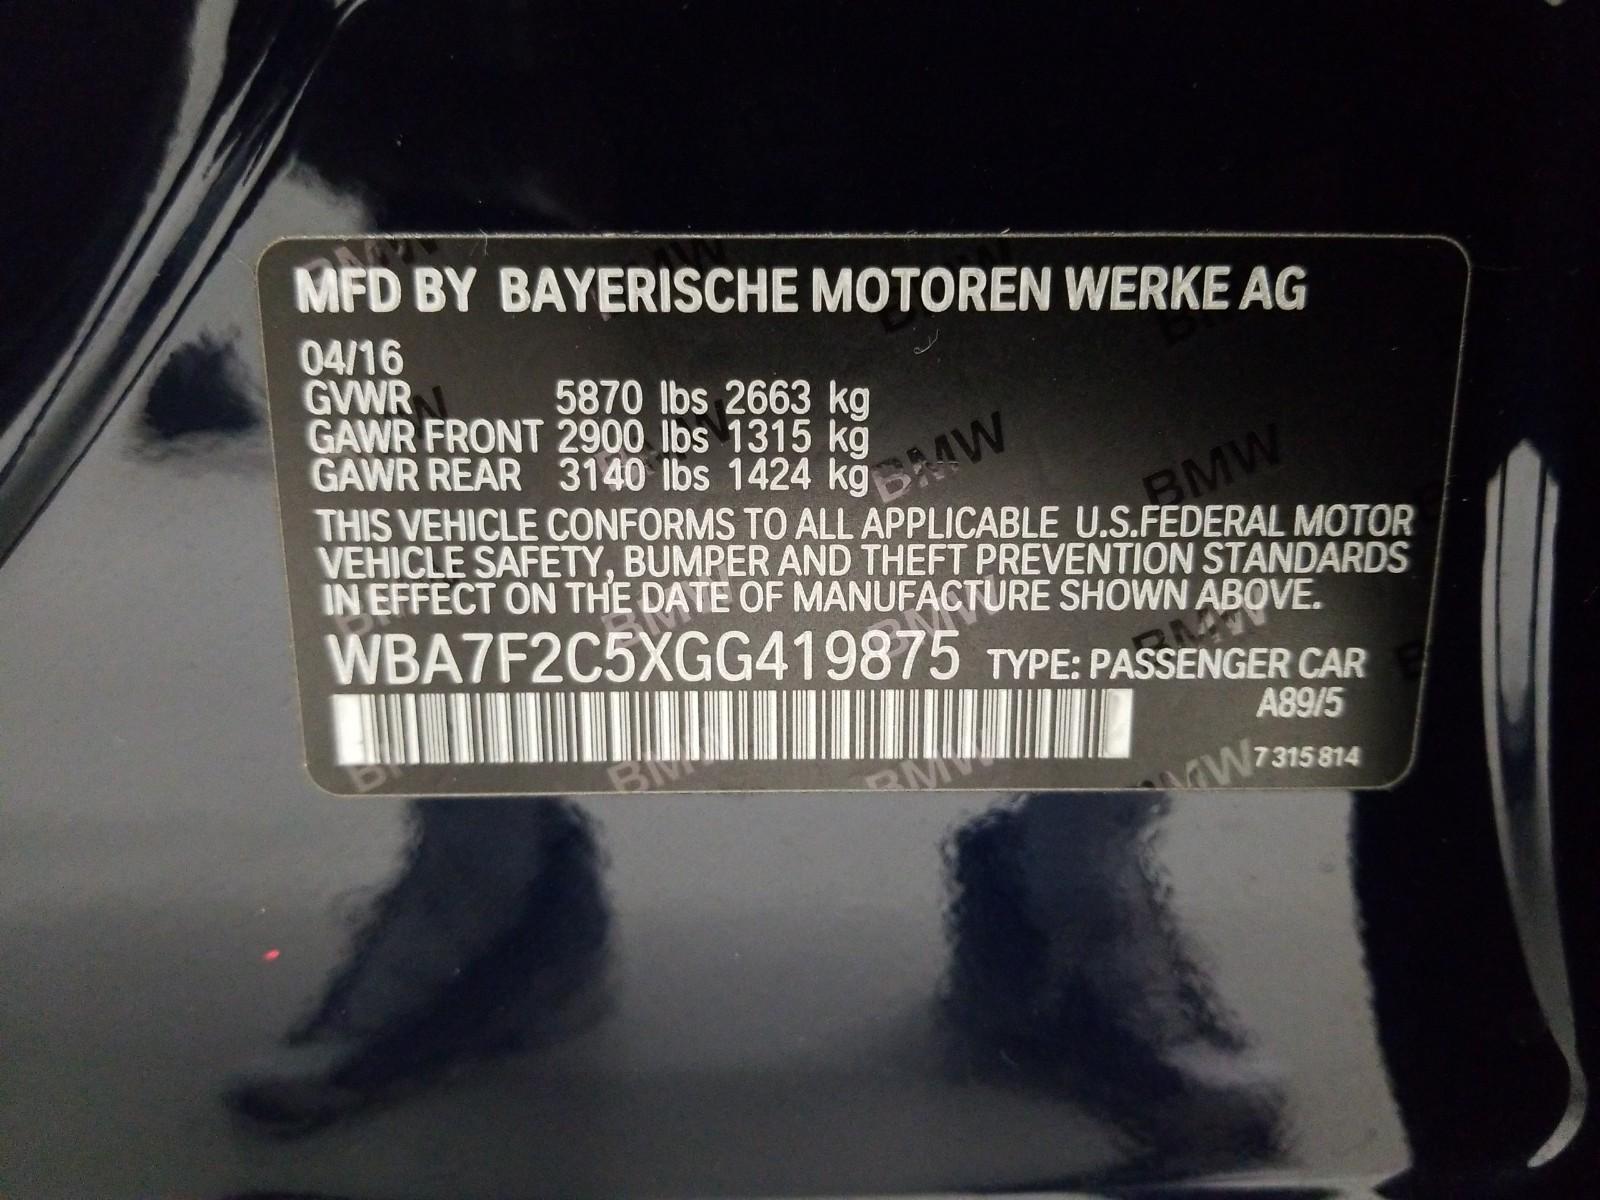 MFD BY BAYERISCHE MOTOREN WERKE AG
04/16
GVWR 5870 lbs 2663 kg
GAWR FRONT 2900 lbs 1315 kg
GAWR REAR 3140 lbs 1424 kg
THIS VEHICLE CONFORMS TO ALL APPLICABLE U.S.FEDERAL MOTOR
VEHICLE SAFETY, BUMPER AND THEFT PREVENTION STANDARDS
IN EFFECT ON THE DATE OF MANUFACTURE SHOWN ABOVE.
WBA7F2C5XGG419875 TYPE: PASSENGER CAR
A89/5
7 315 814